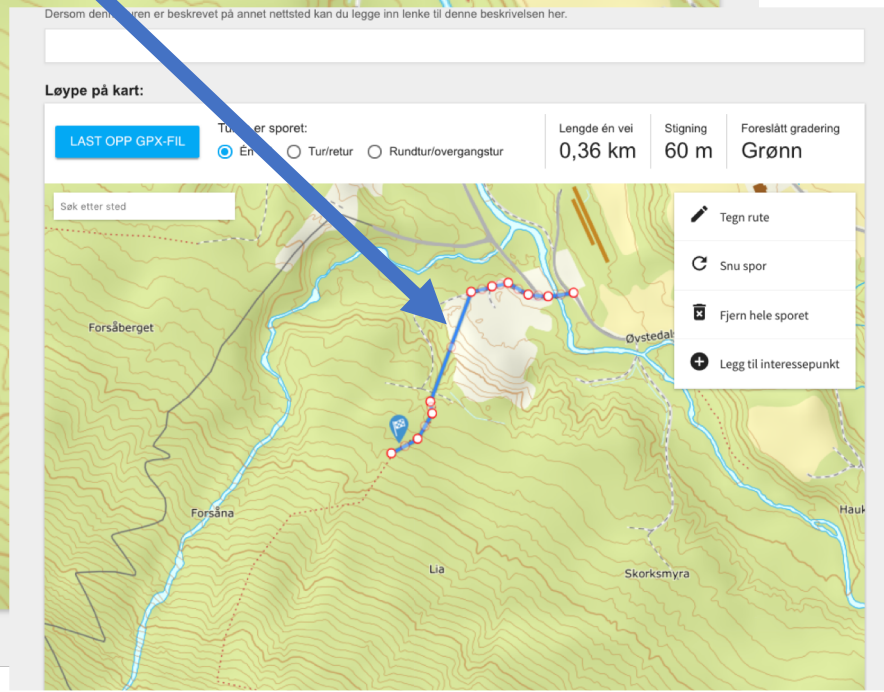 Dersom denne turen er beskrevet på annet nettsted kan du legge inn lenke til denne beskrivelsen her.
Løype på kart:
LAST OPP GPX-FIL
er sporet:
Én
Tur/retur
Rundtur/overgangstur
Lengde én vei
0,36 km
Stigning
60 m
Foreslått gradering
Grønn
Søk etter sted
Tegn rute
Snu spor
Fjern hele sporet
Legg til interessepunkt
Forsåberget
Øvstedal
Forsåna
Hauk
Lia
Skorksmyra